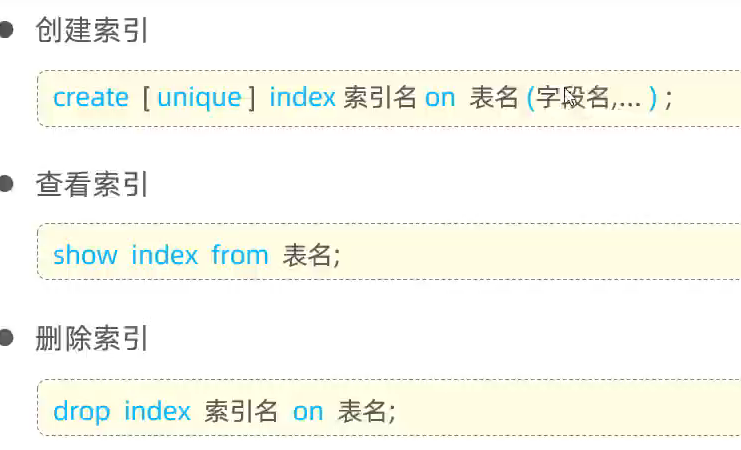 创建索引
create [ unique ] index 索引名 on 表名 (字段名,... ) ;
查看索引
show index from 表名;
删除索引
drop index 索引名 on 表名;